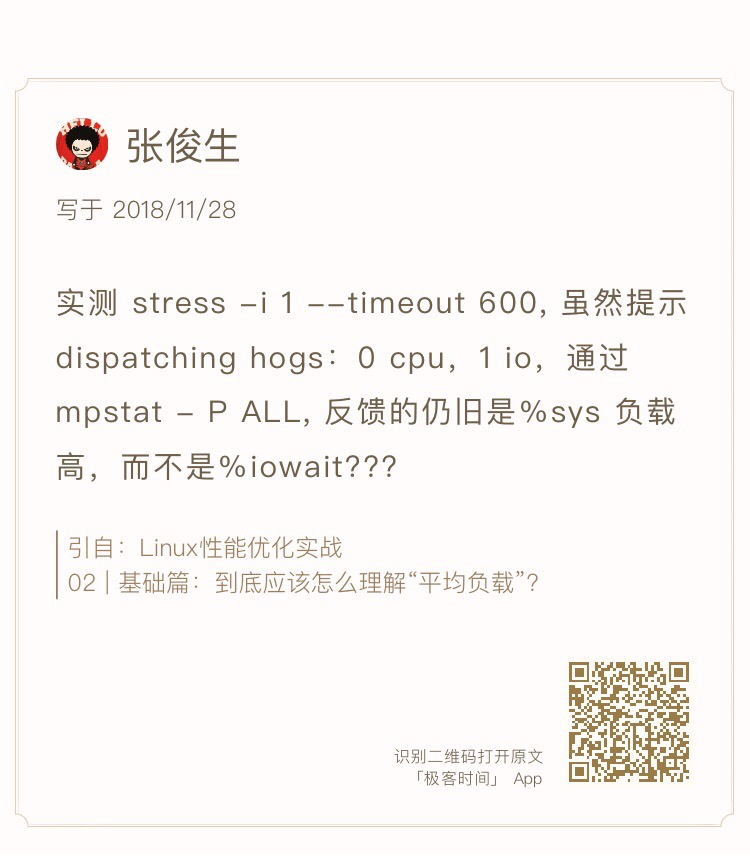 张俊生
写于 2018/11/28
实测 stress –i 1 ––timeout 600, 虽然提示
dispatching hogs：0 cpu，1 io，通过
mpstat – P ALL, 反馈的仍旧是%sys 负载
高，而不是%iowait???
引自：Linux性能优化实战
02 | 基础篇：到底应该怎么理解“平均负载”？
识别二维码打开原文
「极客时间」 App